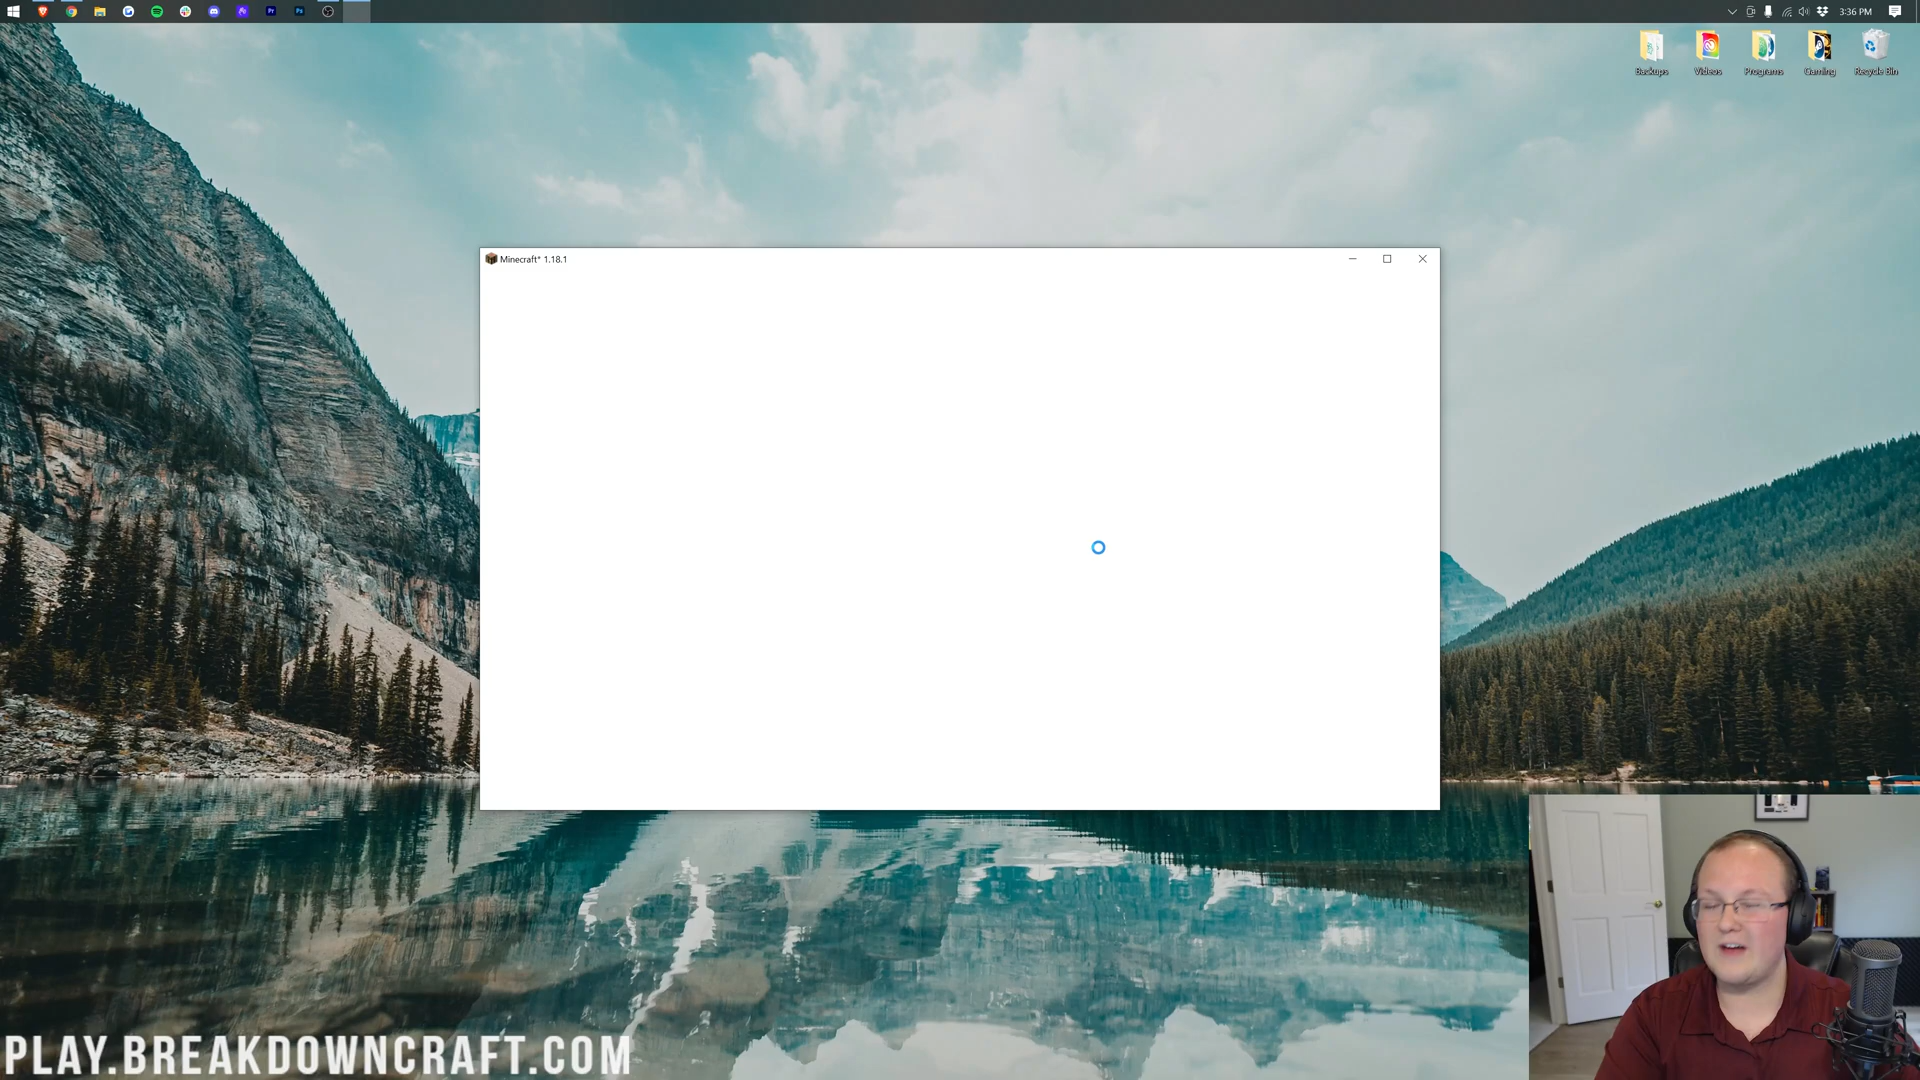 3:36 PM
Backups
Videos
Programs
Gaming
Recycle Bin
Minecraft* 1.18.1
PLAY.BREAKDOWNCRAFT.COM